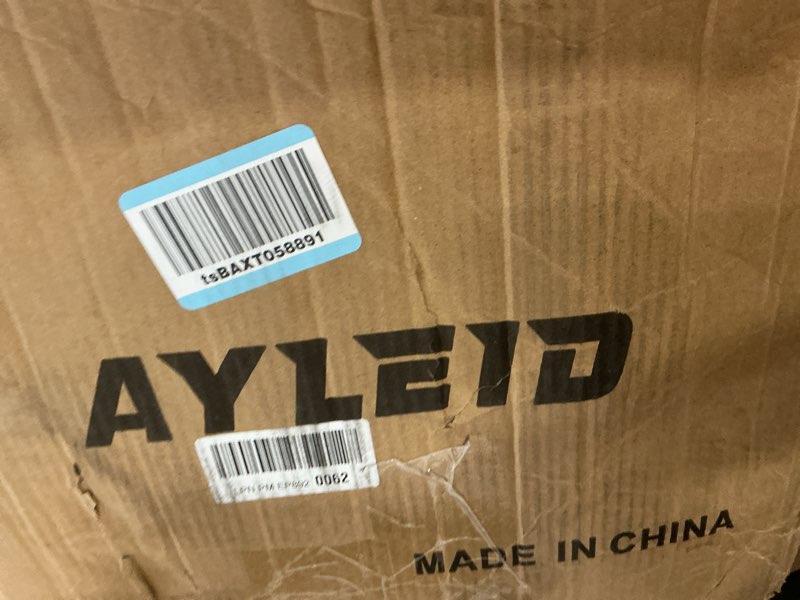 tsBAXT058891
AYLEID
0062
MADE IN CHINA